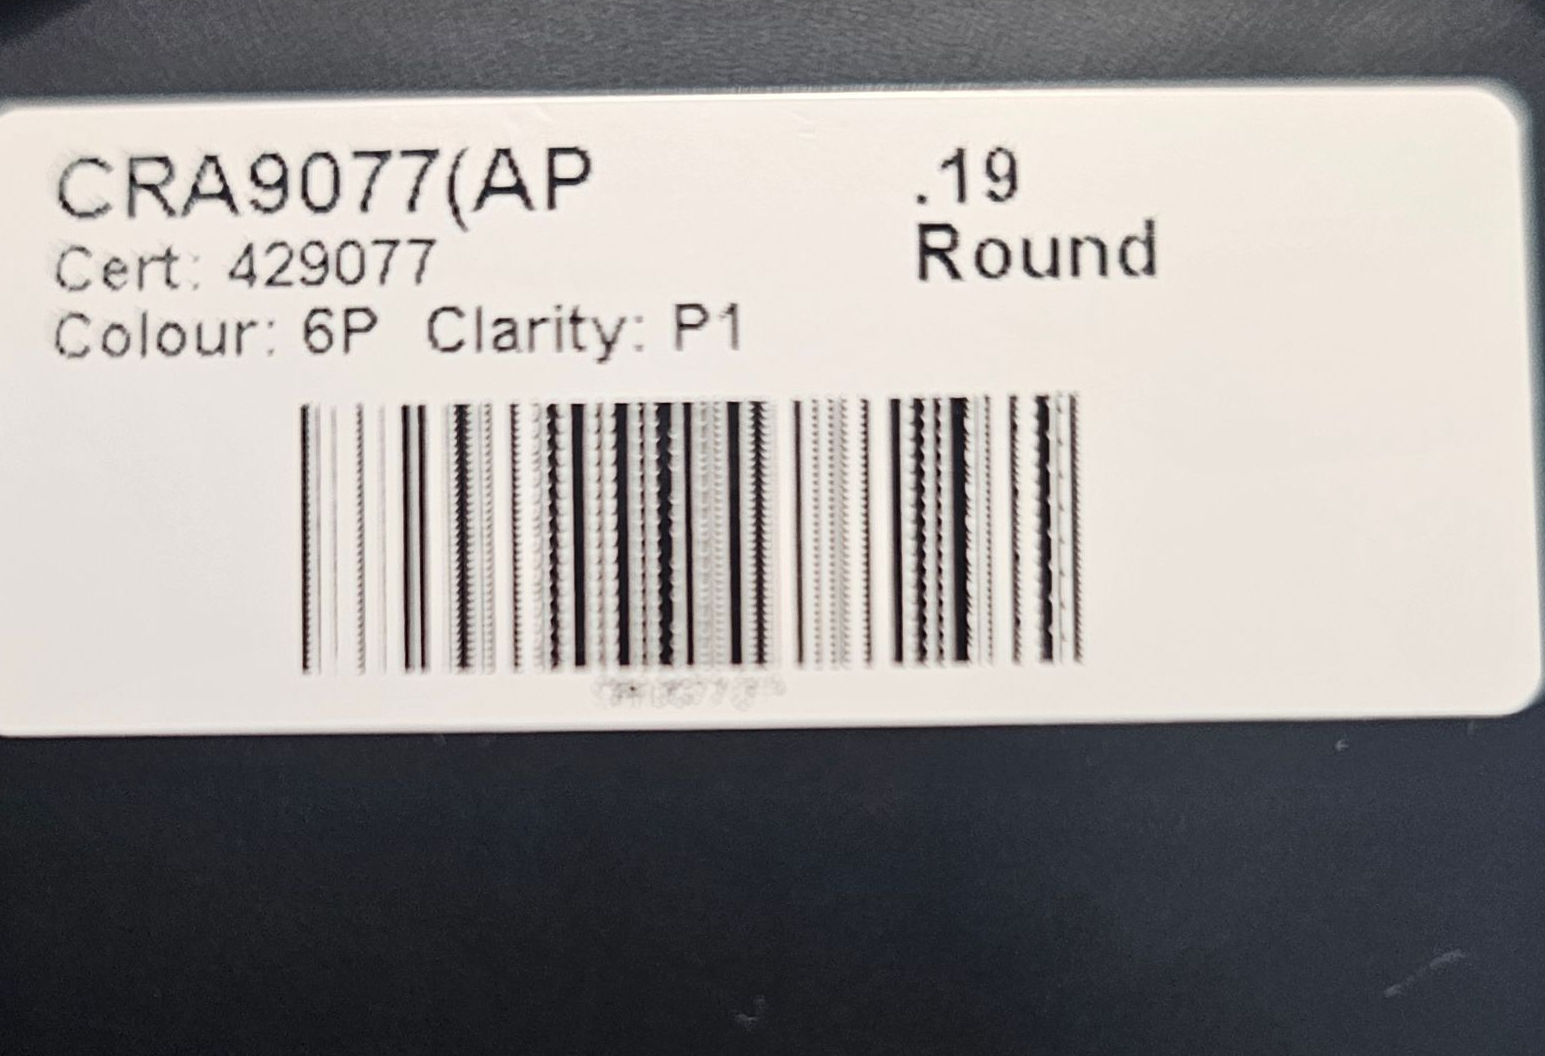 CRA9077(AP
.19
Round
Cert: 429077
Colour: 6P Clarity: P1